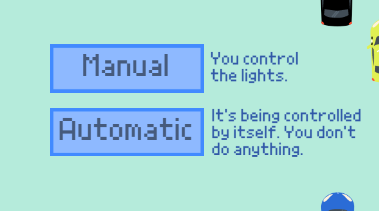 Manual
You control
the lights.
Automatic
It's being controlled
by itself. You don't
do anything.